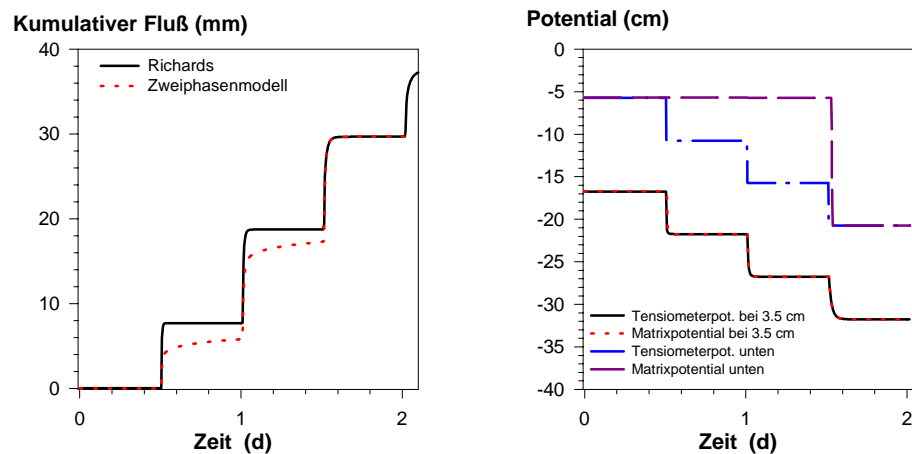 Kumulativer Fluß (mm)
40
30
20
10
0
Richards
Zweiphasenmodell
0
1
2
Zeit (d)
Potential (cm)
0
-5
-10
-15
-20
-25
-30
-35
-40
Tensiometerpot. bei 3.5 cm
Matrixpotential bei 3.5 cm
Tensiometerpot. unten
Matrixpotential unten
0
1
2
Zeit (d)